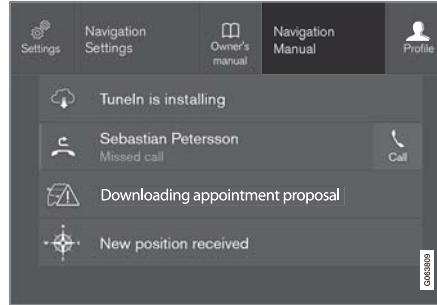 Settings
Navigation
Settings
Owner's
manual
Navigation
Manual
Profile
TuneIn is installing
Sebastian Petersson
Missed call
Call
Downloading appointment proposal
New position received
G063809